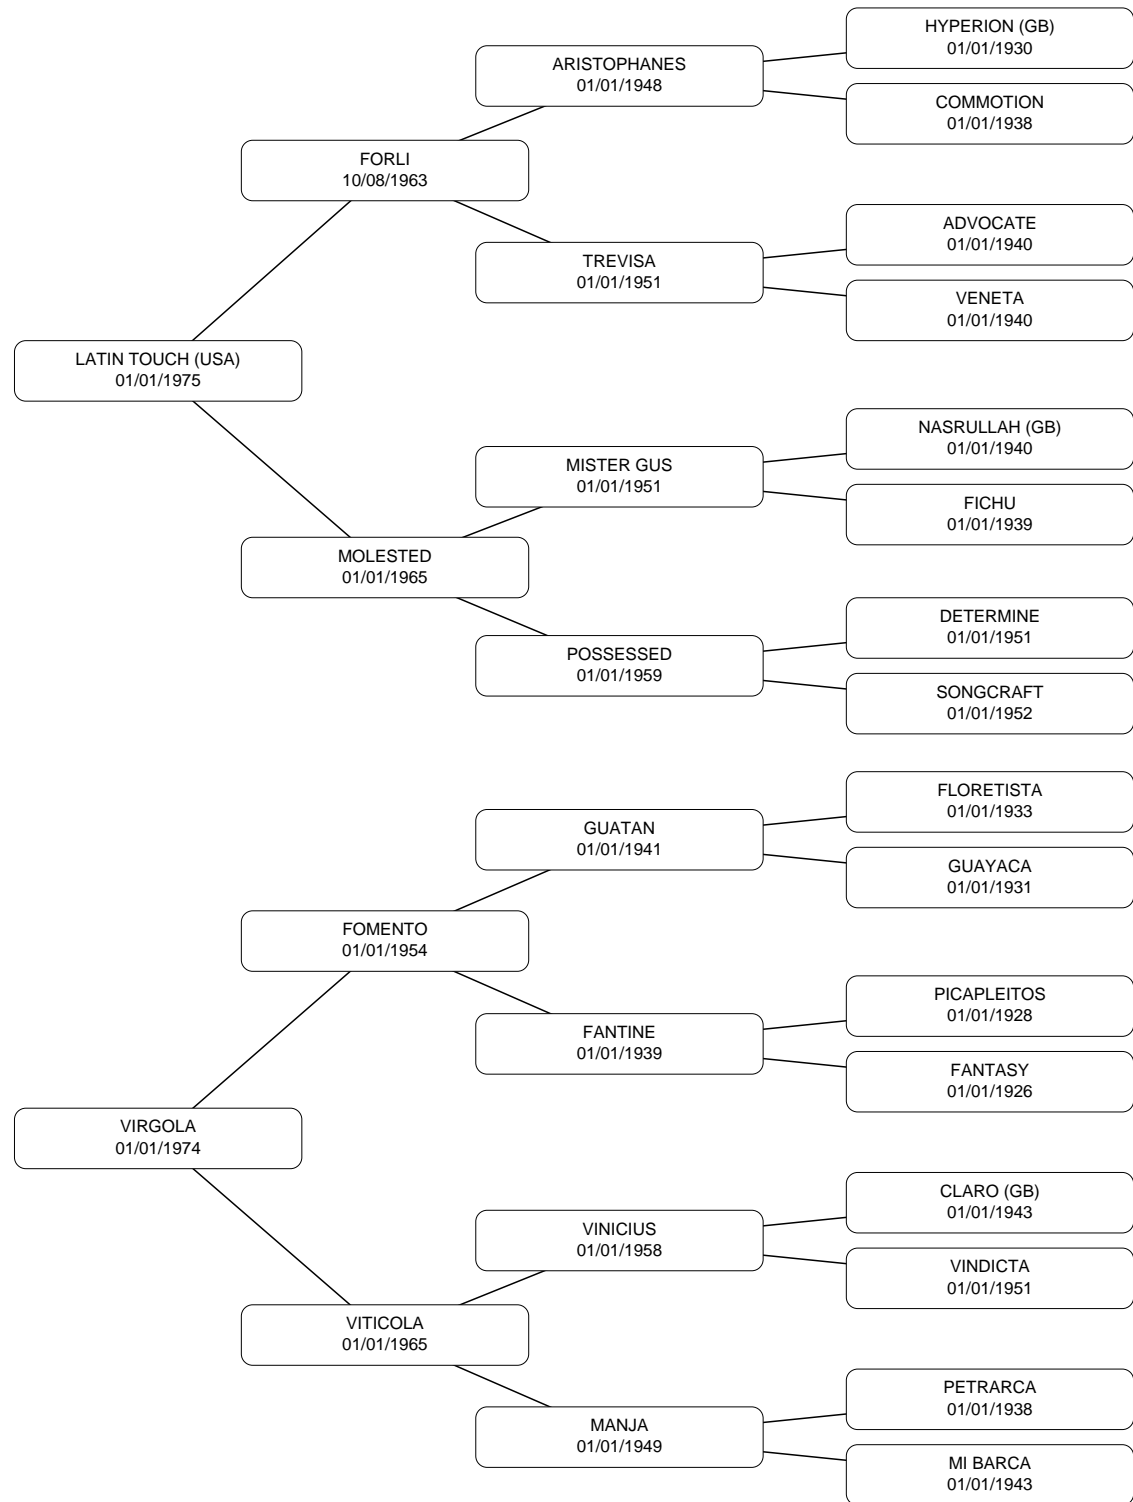 HYPERION (GB)
01/01/1930
ARISTOPHANES
01/01/1948
COMMOTION
01/01/1938
FORLI
10/08/1963
ADVOCATE
01/01/1940
TREVISA
01/01/1951
VENETA
01/01/1940
LATIN TOUCH (USA)
01/01/1975
NASRULLAH (GB)
01/01/1940
MISTER GUS
01/01/1951
FICHU
01/01/1939
MOLESTED
01/01/1965
DETERMINE
01/01/1951
POSSESSED
01/01/1959
SONGCRAFT
01/01/1952
FLORETISTA
01/01/1933
GUATAN
01/01/1941
GUAYACA
01/01/1931
FOMENTO
01/01/1954
PICAPLEITOS
01/01/1928
FANTINE
01/01/1939
FANTASY
01/01/1926
VIRGOLA
01/01/1974
CLARO (GB)
01/01/1943
VINICIUS
01/01/1958
VINDICTA
01/01/1951
VITICOLA
01/01/1965
PETRARCA
01/01/1938
MANJA
01/01/1949
MI BARCA
01/01/1943